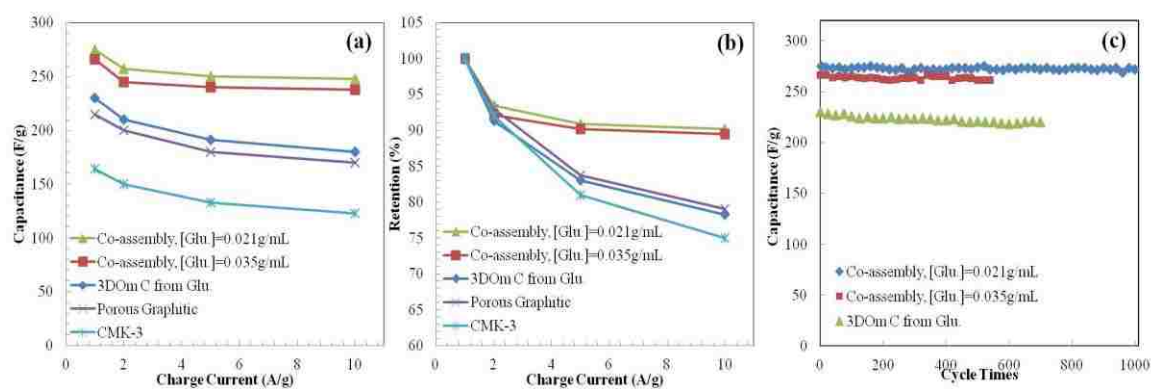 (a)
Capacitance (F/g)
300
250
200
150
100
50
0
0 2 4 6 8 10
Charge Current (A/g)
Co-assembly, [Glu.]=0.021g/mL
Co-assembly, [Glu.]=0.035g/mL
3DOm C from Glu.
Porous Graphitic
CMK-3
(b)
Retention (%)
105
100
95
90
85
80
75
70
65
60
0 2 4 6 8 10
Charge Current (A/g)
Co-assembly, [Glu.]=0.021g/mL
Co-assembly, [Glu.]=0.035g/mL
3DOm C from Glu.
Porous Graphitic
CMK-3
(c)
Capacitance (F/g)
300
250
200
150
100
50
0
0 200 400 600 800 1000
Cycle Times
Co-assembly, [Glu.]=0.021g/mL
Co-assembly, [Glu.]=0.035g/mL
3DOm C from Glu.